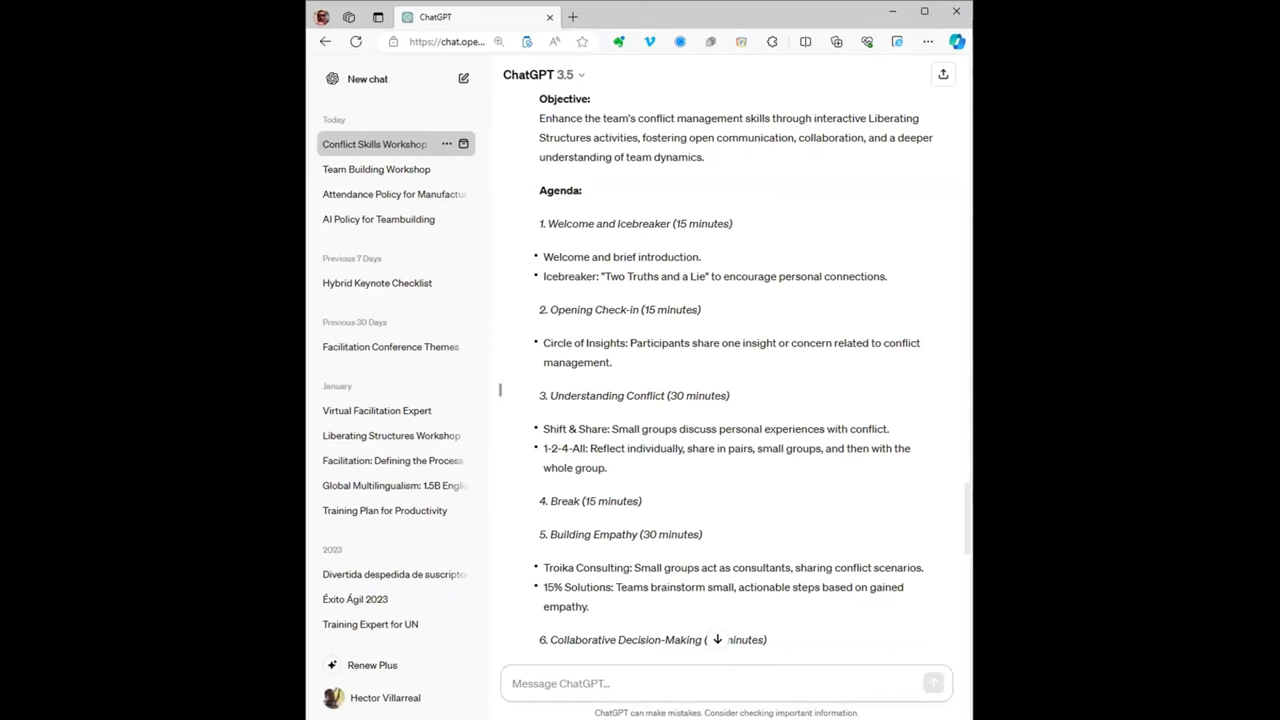 ChatGPT
https://chat.ope...
New chat
Today
Conflict Skills Workshop
Team Building Workshop
Attendance Policy for Manufactur
AI Policy for Teambuilding
Previous 7 Days
Hybrid Keynote Checklist
Previous 30 Days
Facilitation Conference Themes
January
Virtual Facilitation Expert
Liberating Structures Workshop
Facilitation: Defining the Process
Global Multilingualism: 1.5B Engli
Training Plan for Productivity
2023
Divertida despedida de suscripto
Éxito Ágil 2023
Training Expert for UN
Renew Plus
Hector Villarreal
ChatGPT 3.5
Objective:
Enhance the team's conflict management skills through interactive Liberating
Structures activities, fostering open communication, collaboration, and a deeper
understanding of team dynamics.
Agenda:
1. Welcome and Icebreaker (15 minutes)
• Welcome and brief introduction.
• Icebreaker: "Two Truths and a Lie" to encourage personal connections.
2. Opening Check-in (15 minutes)
• Circle of Insights: Participants share one insight or concern related to conflict
management.
3. Understanding Conflict (30 minutes)
• Shift & Share: Small groups discuss personal experiences with conflict.
• 1-2-4-All: Reflect individually, share in pairs, small groups, and then with the
whole group.
4. Break (15 minutes)
5. Building Empathy (30 minutes)
• Troika Consulting: Small groups act as consultants, sharing conflict scenarios.
• 15% Solutions: Teams brainstorm small, actionable steps based on gained
empathy.
6. Collaborative Decision-Making ( minutes)
Message ChatGPT...
ChatGPT can make mistakes. Consider checking important information.